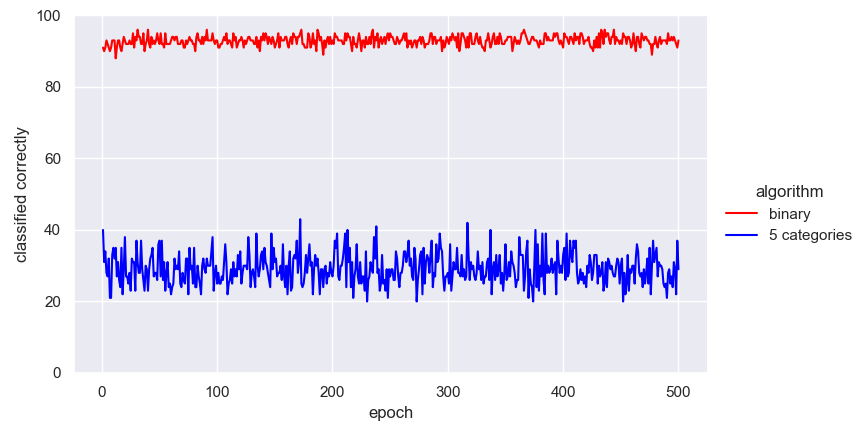 100
80
60
40
20
0
classified correctly
0 100 200 300 400 500
epoch
algorithm
binary
5 categories